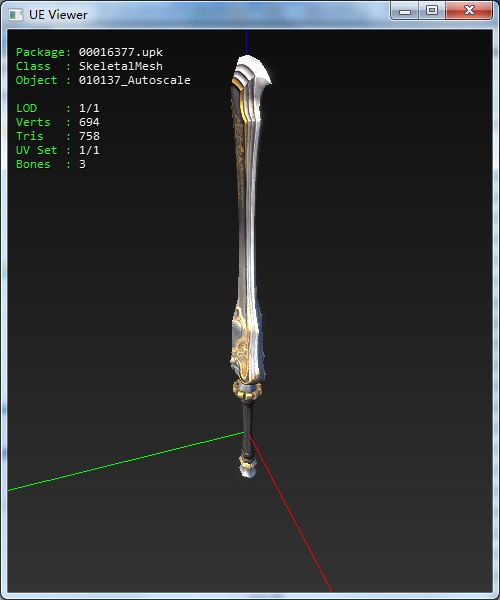 UE Viewer
Package: 00016377.upk
Class : SkeletalMesh
Object : 010137_Autoscale
LOD : 1/1
Verts : 694
Tris : 758
UV Set : 1/1
Bones : 3